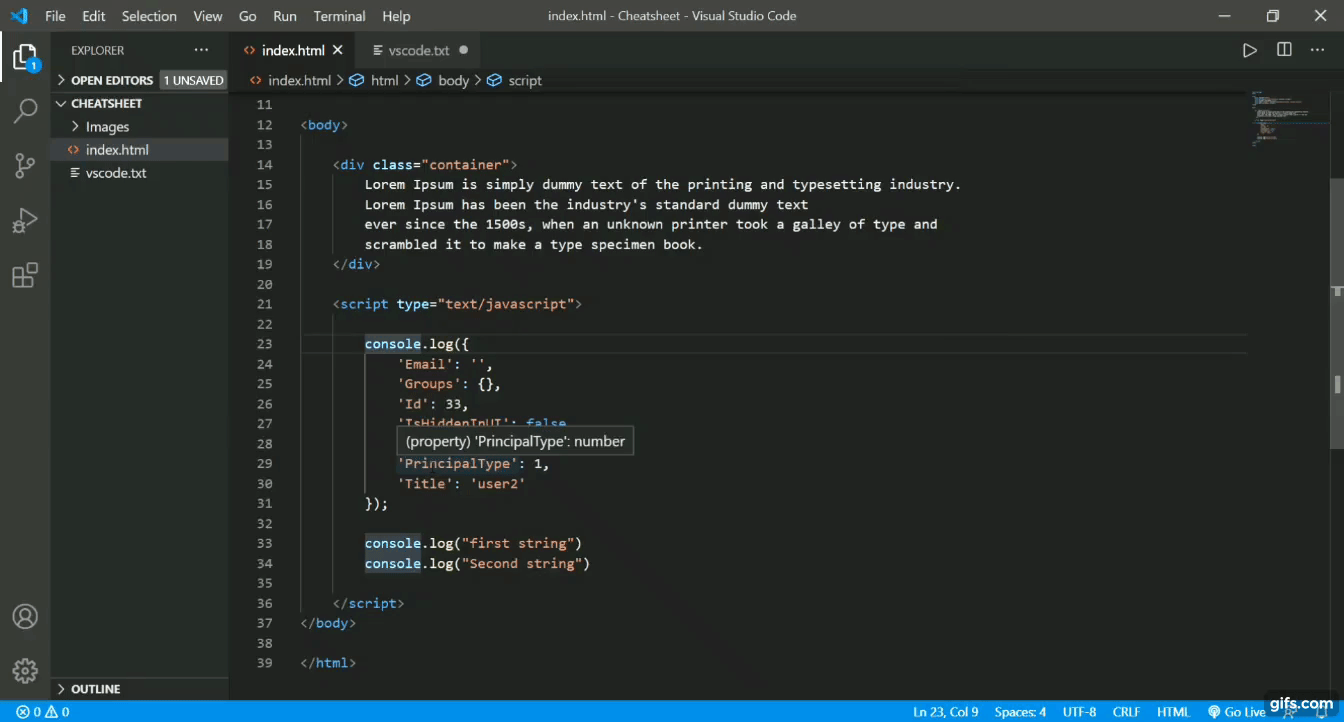 File Edit Selection View Go Run Terminal Help
index.html - Cheatsheet - Visual Studio Code
EXPLORER
index.html
vscode.txt
1
OPEN EDITORS 1 UNSAVED
index.html > html > body > script
CHEATSHEET
Images
index.html
vscode.txt
11
12 <body>
13
14 <div class="container">
15 Lorem Ipsum is simply dummy text of the printing and typesetting industry.
16 Lorem Ipsum has been the industry's standard dummy text
17 ever since the 1500s, when an unknown printer took a galley of type and
18 scrambled it to make a type specimen book.
19 </div>
20
21 <script type="text/javascript">
22
23 console.log({
24 'Email': '',
25 'Groups': {},
26 'Id': 33,
27 'IsHiddenInUI': false
28
(property) 'PrincipalType': number
29 'PrincipalType': 1,
30 'Title': 'user2'
31 });
32
33 console.log("first string")
34 console.log("Second string")
35
36 </script>
37 </body>
38
39 </html>
OUTLINE
0 0
Ln 23, Col 9 Spaces: 4 UTF-8 CRLF HTML Go Live
gifs.com